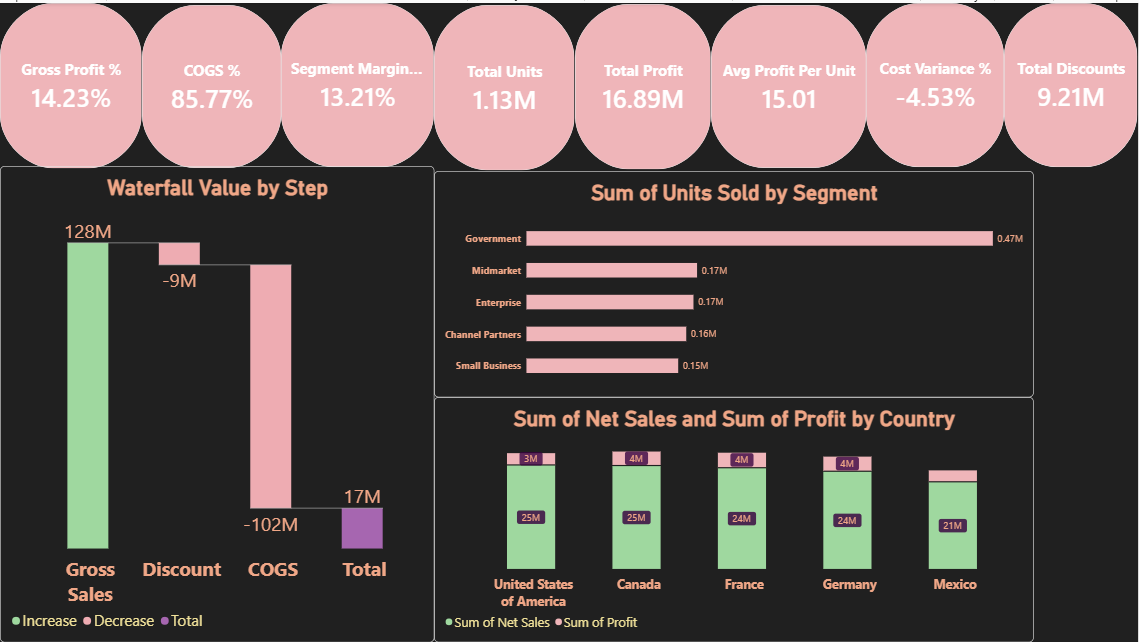 Gross Profit %
14.23%
COGS %
85.77%
Segment Margin...
13.21%
Total Units
1.13M
Total Profit
16.89M
Avg Profit Per Unit
15.01
Cost Variance %
-4.53%
Total Discounts
9.21M
Waterfall Value by Step
128M
-9M
-102M
17M
Gross
Sales
Discount
COGS
Total
Increase
Decrease
Total
Sum of Units Sold by Segment
Government
0.47M
Midmarket
0.17M
Enterprise
0.17M
Channel Partners
0.16M
Small Business
0.15M
Sum of Net Sales and Sum of Profit by Country
3M
4M
4M
4M
25M
25M
24M
24M
21M
United States
of America
Canada
France
Germany
Mexico
Sum of Net Sales
Sum of Profit